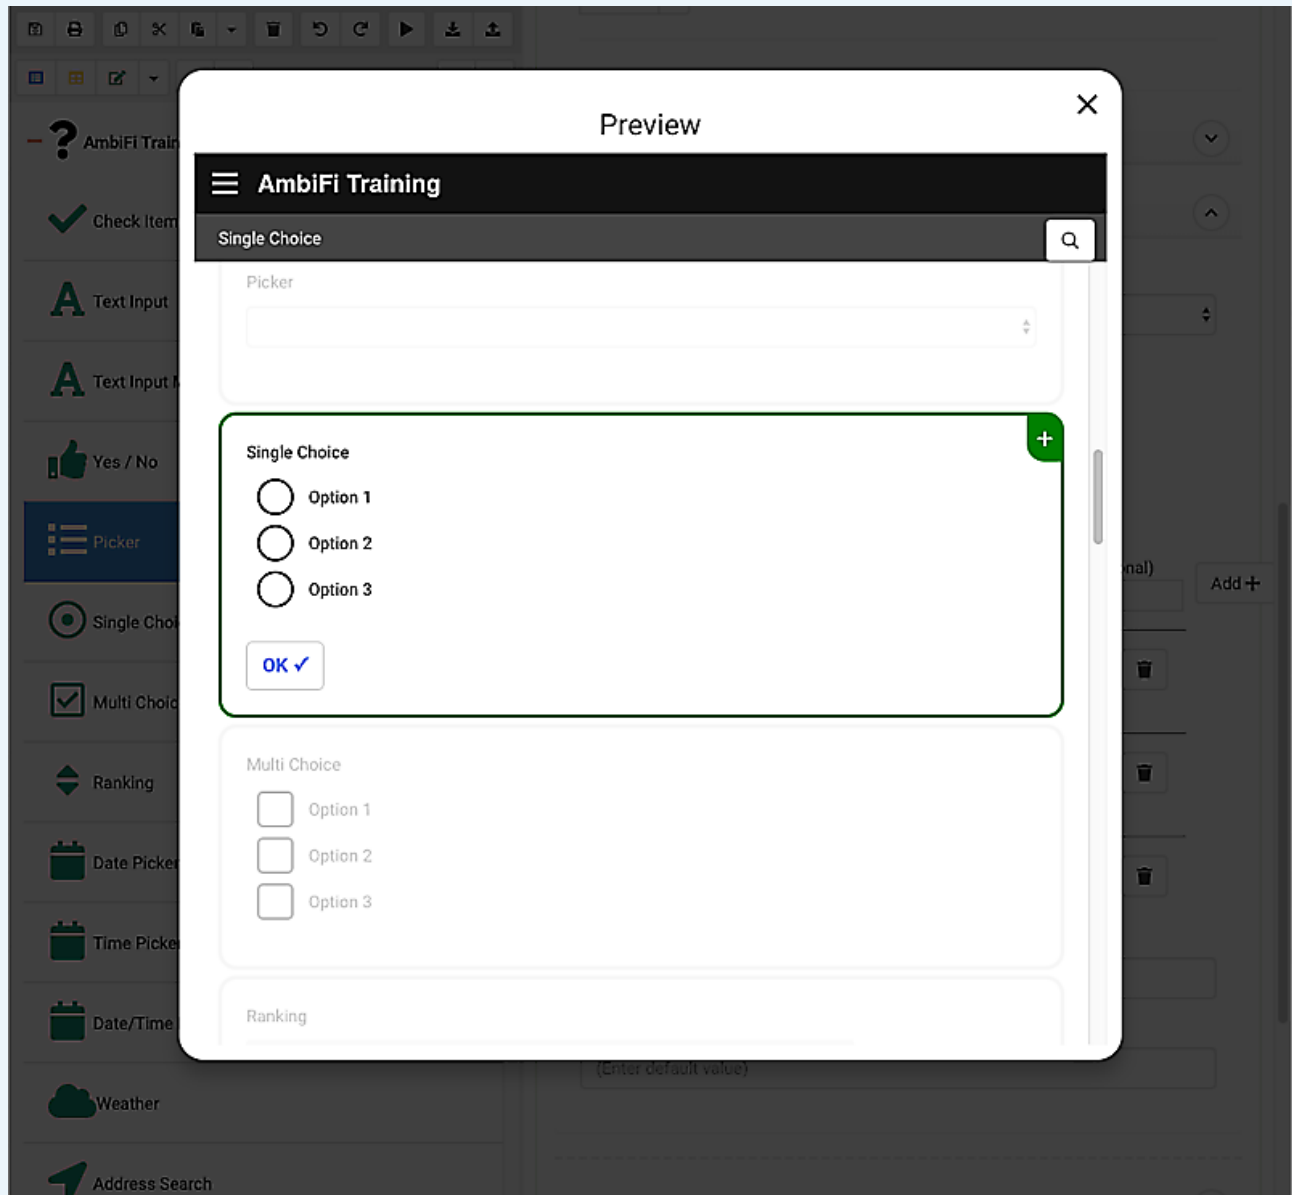 Preview
AmbiFi Training
Single Choice
Picker
Single Choice
Option 1
Option 2
Option 3
OK
Multi Choice
Option 1
Option 2
Option 3
Ranking
AmbiFi Train
Check Item
Text Input
Text Input
Yes / No
Picker
Single Choi
Multi Choic
Ranking
Date Picker
Time Picke
Date/Time
Weather
Address Search
nal)
Add
(Enter default value)